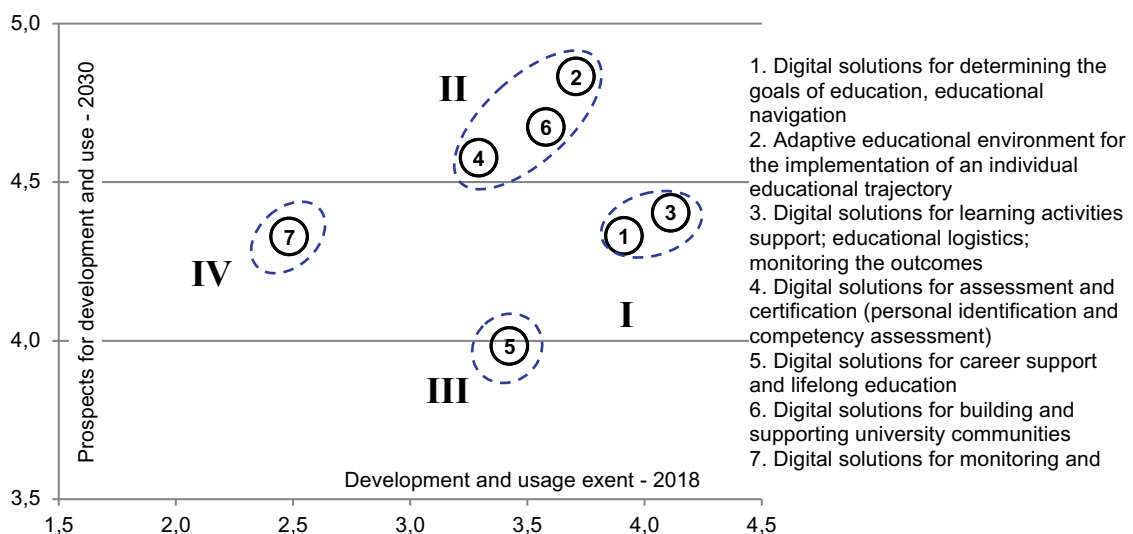 5,0
4,5
4,0
3,5
Prospects for development and use - 2030
II
2
6
4
7
IV
3
1
I
5
III
Development and usage exent - 2018
1,5 2,0 2,5 3,0 3,5 4,0 4,5
1. Digital solutions for determining the
goals of education, educational
navigation
2. Adaptive educational environment for
the implementation of an individual
educational trajectory
3. Digital solutions for learning activities
support; educational logistics;
monitoring the outcomes
4. Digital solutions for assessment and
certification (personal identification and
competency assessment)
5. Digital solutions for career support
and lifelong education
6. Digital solutions for building and
supporting university communities
7. Digital solutions for monitoring and